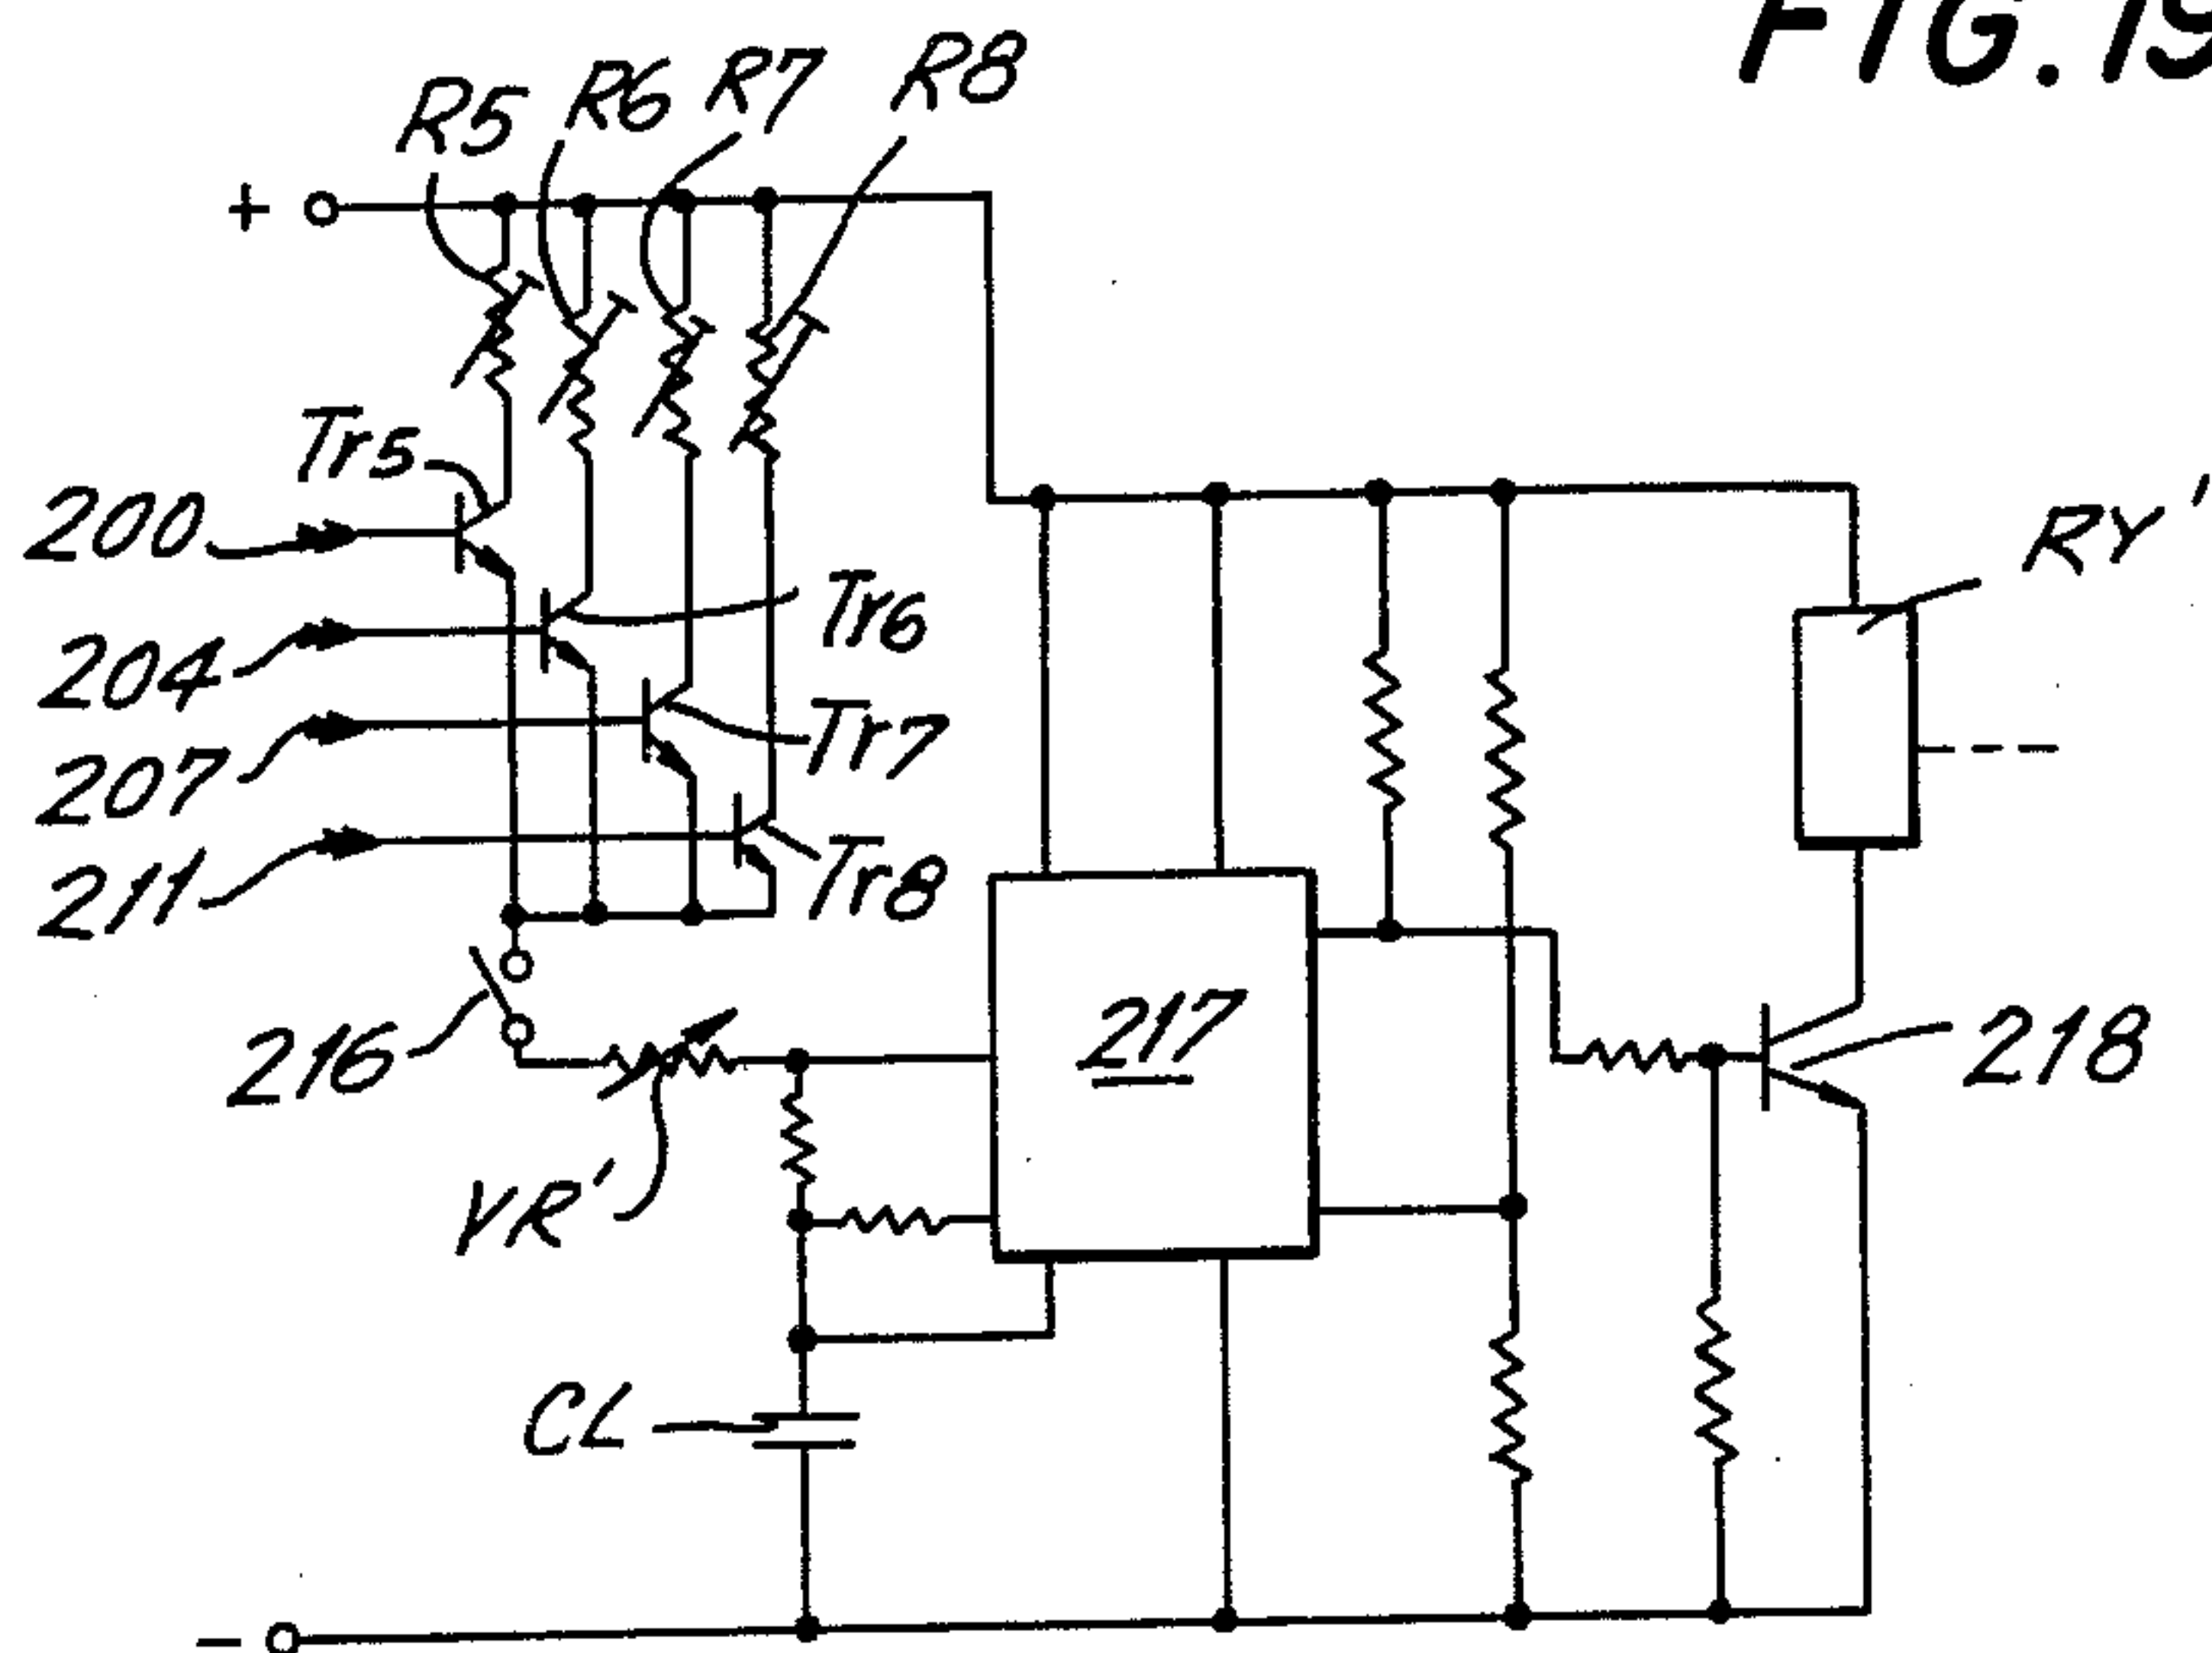 FIG. 19
R5
R6
R7
R8
+
Tr5
200
RY'
Tr6
204
Tr7
207
Tr8
211
217
216
218
VR'
CL
−